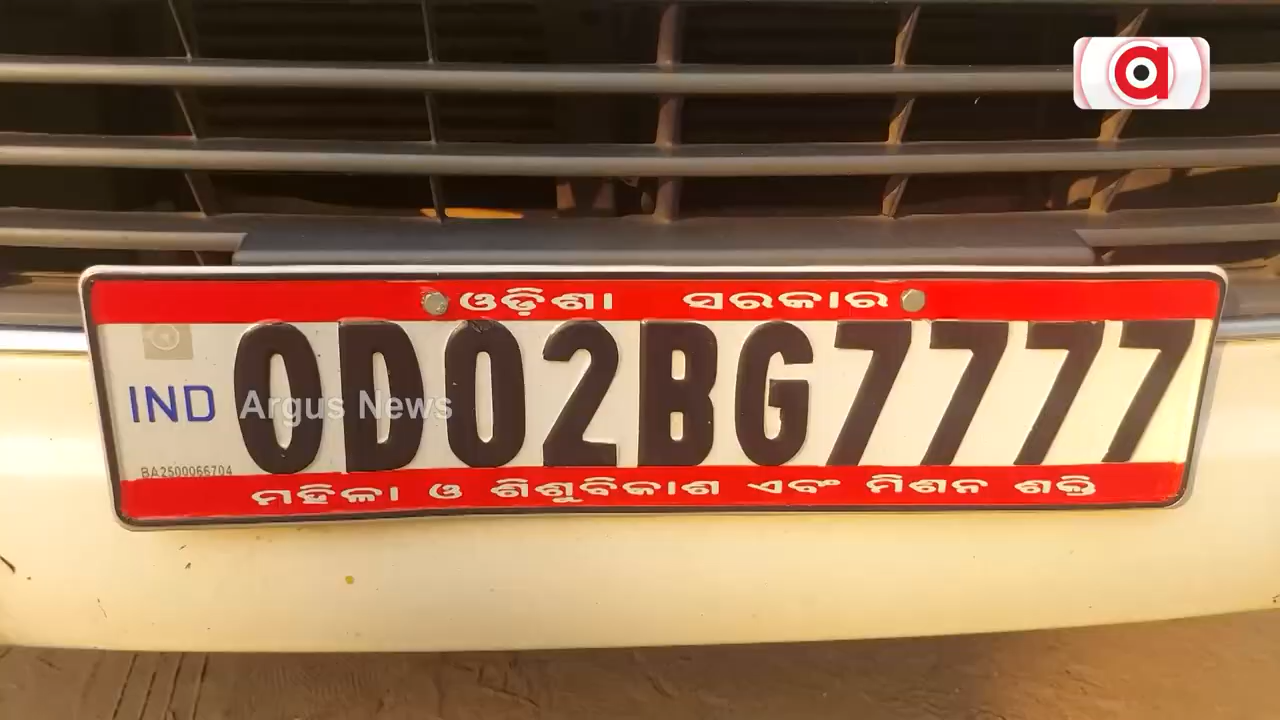 a
ଓଡ଼ିଶା ସରକାର
IND OD02BG7777
Argus News
BA2500066704
ମହିଳା ଓ ଶିଶୁବିକାଶ ଏବଂ ମିଶନ ଶକ୍ତି